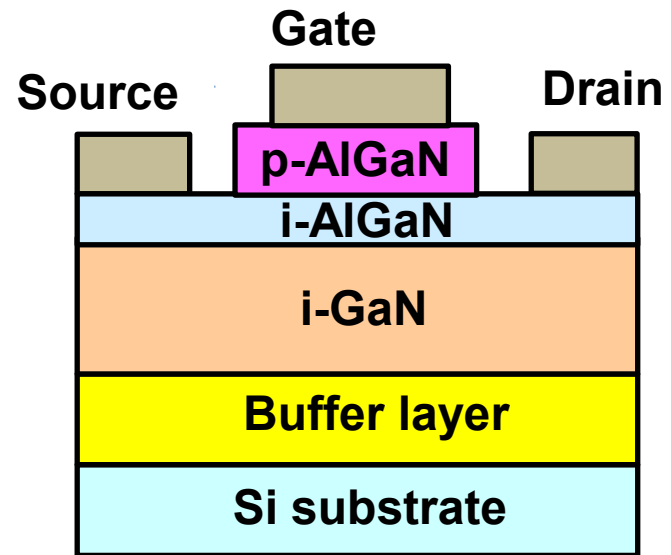 Gate
Source
Drain
p-AlGaN
i-AlGaN
i-GaN
Buffer layer
Si substrate